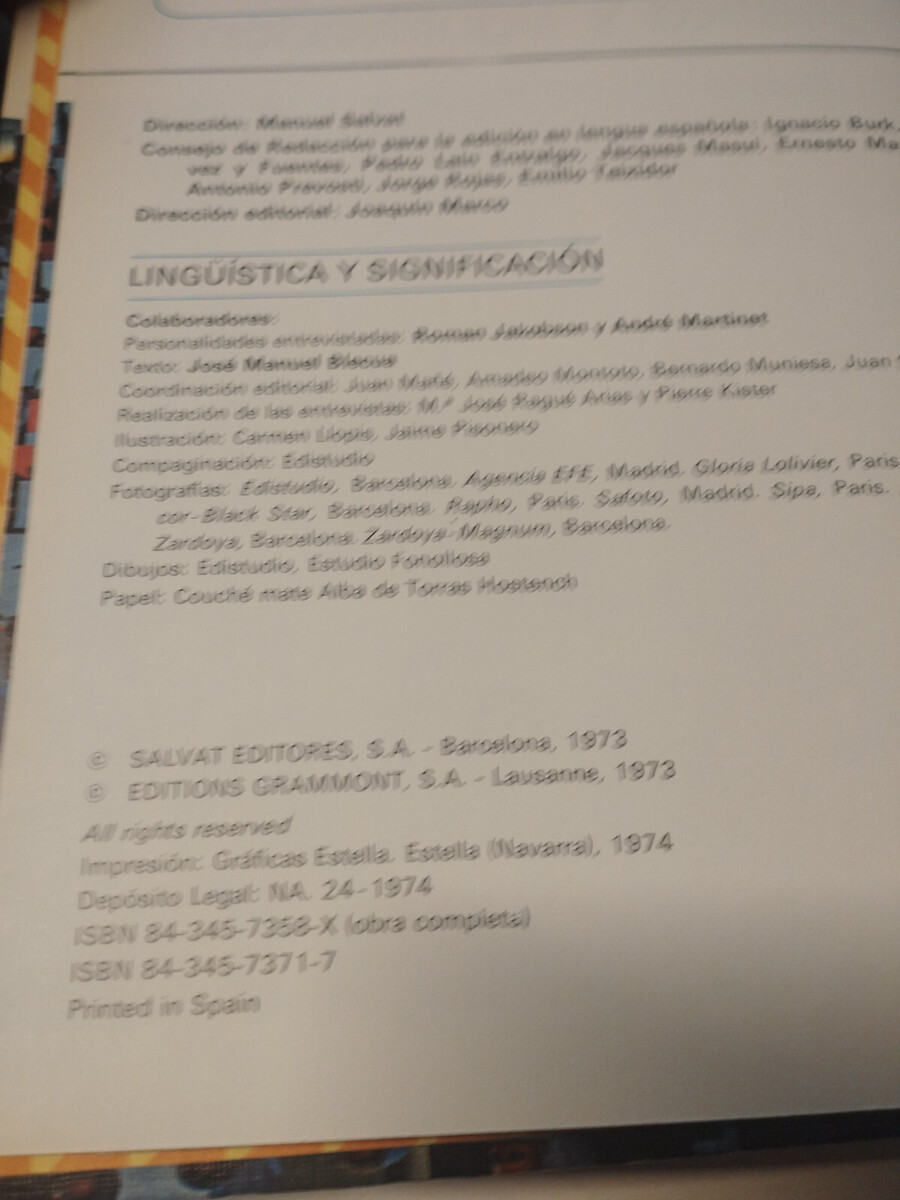 Dirección: Manuel Salvat
Consejo de Redacción para la edición en lengua española: Ignacio Burk,
y Fuentes, Pedro Laín Entralgo, Jacques Masui, Ernesto
Antonio Prevosti, Jorge Rojas, Emilio Teixidor
Dirección editorial: Joaquín Marco
LINGÜÍSTICA Y SIGNIFICACIÓN
Colaboradores:
Personalidades entrevistadas: Roman Jakobson y André Martinet
Texto: José Manuel Blecua
Coordinación editorial: Juan Mañé, Amadeo Montoto, Bernardo Muniesa, Juan
Realización de las entrevistas: M.ª José Ragué Arias y Pierre Kister
Ilustración: Carmen Llopis, Jaime Pisonero
Compaginación: Edistudio
Fotografías: Edistudio, Barcelona. Agencia EFE, Madrid. Gloria Lolivier, Paris
cor-Black Star, Barcelona. Rapho, Paris. Safoto, Madrid. Sipa, Paris.
Zardoya, Barcelona. Zardoya-Magnum, Barcelona.
Dibujos: Edistudio, Estudio Fonollosa
Papel: Couché mate Alba de Torras Hostench
© SALVAT EDITORES, S.A. - Barcelona, 1973
© EDITIONS GRAMMONT, S.A. - Lausanne, 1973
All rights reserved
Impresión: Gráficas Estella. Estella (Navarra), 1974
Depósito Legal: NA. 24-1974
ISBN 84-345-7358-X (obra completa)
ISBN 84-345-7371-7
Printed in Spain